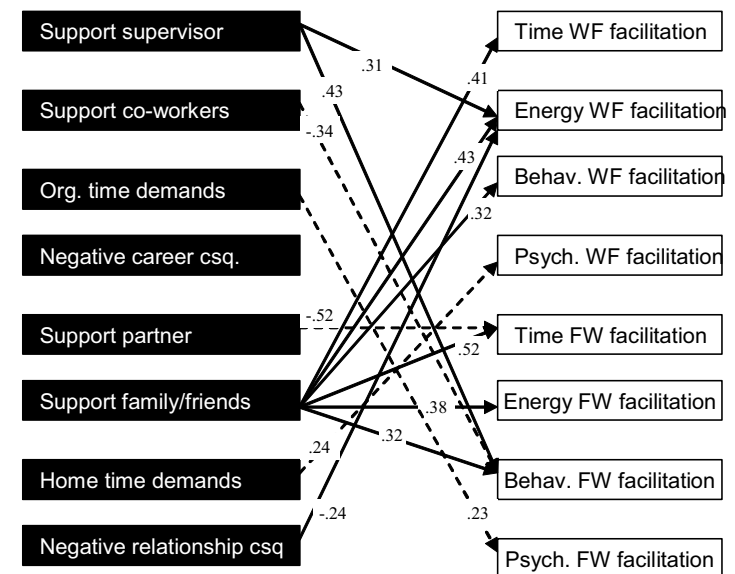 Support supervisor
Time WF facilitation
.31
.41
.43
Support co-workers
Energy WF facilitation
-.34
.43
Behav. WF facilitation
Org. time demands
.32
Negative career csq.
Psych. WF facilitation
-.52
Support partner
Time FW facilitation
.52
Support family/friends
Energy FW facilitation
.38
.32
.24
Home time demands
Behav. FW facilitation
-.24
.23
Negative relationship csq
Psych. FW facilitation